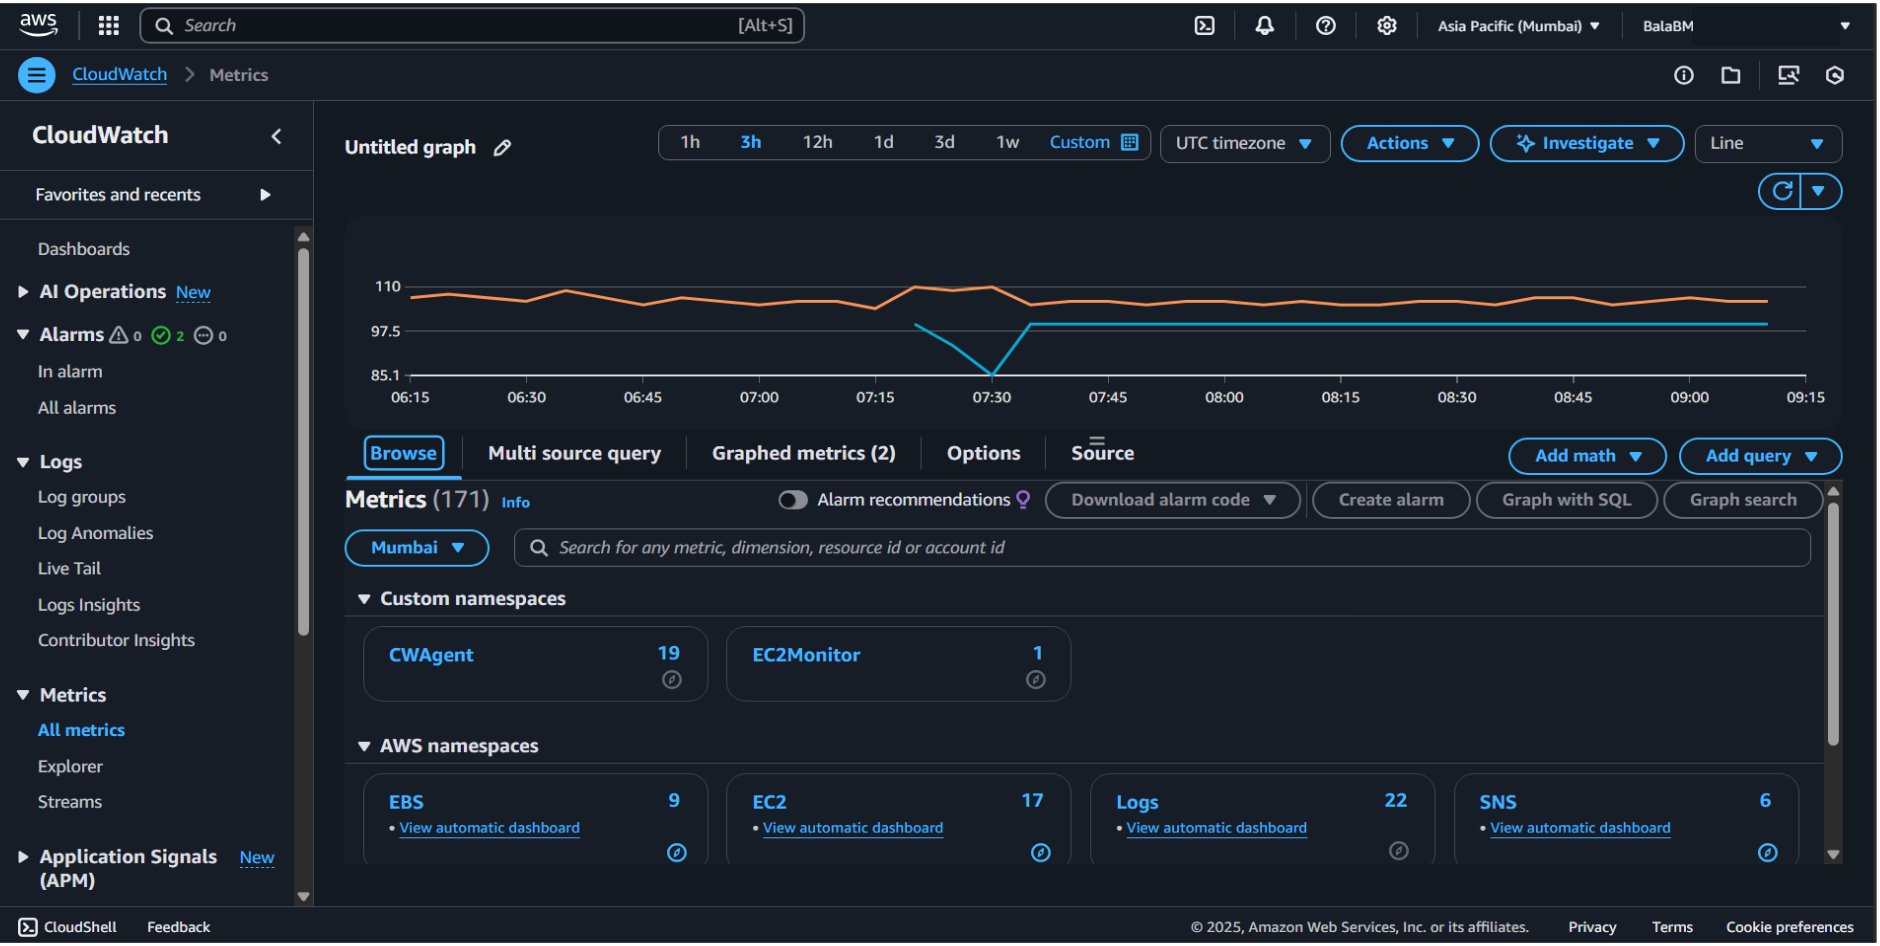 aws Search [Alt+S] Asia Pacific (Mumbai) BalaBM
CloudWatch > Metrics
CloudWatch
Favorites and recents
Dashboards
AI Operations New
Alarms 0 2 0
In alarm
All alarms
Logs
Log groups
Log Anomalies
Live Tail
Logs Insights
Contributor Insights
Metrics
All metrics
Explorer
Streams
Application Signals New
(APM)
Untitled graph 1h 3h 12h 1d 3d 1w Custom UTC timezone Actions Investigate Line
110
97.5
85.1
06:15 06:30 06:45 07:00 07:15 07:30 07:45 08:00 08:15 08:30 08:45 09:00 09:15
Browse Multi source query Graphed metrics (2) Options Source Add math Add query
Metrics (171) Info Alarm recommendations Download alarm code Create alarm Graph with SQL Graph search
Mumbai Search for any metric, dimension, resource id or account id
Custom namespaces
CWAgent 19 EC2Monitor 1
AWS namespaces
EBS 9 EC2 17 Logs 22 SNS 6
• View automatic dashboard • View automatic dashboard • View automatic dashboard • View automatic dashboard
CloudShell Feedback © 2025, Amazon Web Services, Inc. or its affiliates. Privacy Terms Cookie preferences